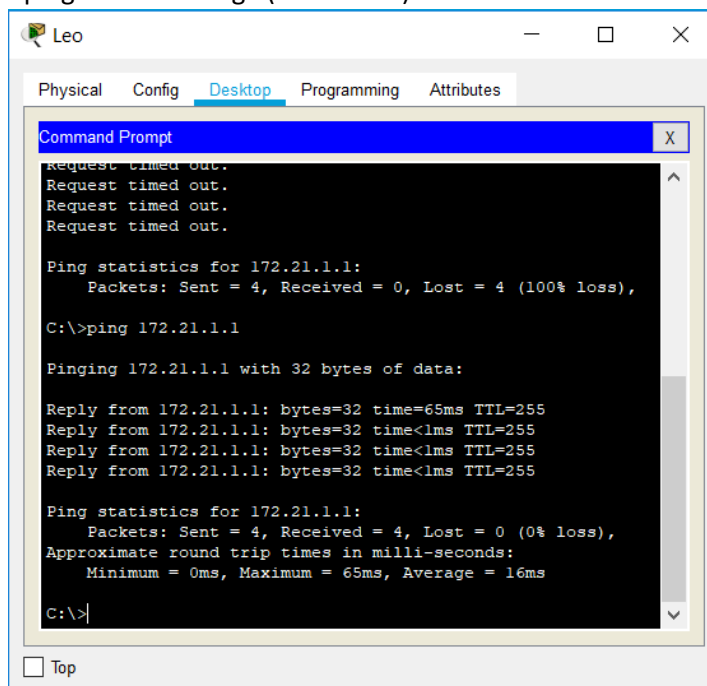 Leo
Physical Config Desktop Programming Attributes
Command Prompt X
Request timed out.
Request timed out.
Request timed out.
Request timed out.
Ping statistics for 172.21.1.1:
Packets: Sent = 4, Received = 0, Lost = 4 (100% loss),
C:\>ping 172.21.1.1
Pinging 172.21.1.1 with 32 bytes of data:
Reply from 172.21.1.1: bytes=32 time=65ms TTL=255
Reply from 172.21.1.1: bytes=32 time<1ms TTL=255
Reply from 172.21.1.1: bytes=32 time<1ms TTL=255
Reply from 172.21.1.1: bytes=32 time<1ms TTL=255
Ping statistics for 172.21.1.1:
Packets: Sent = 4, Received = 4, Lost = 0 (0% loss),
Approximate round trip times in milli-seconds:
Minimum = 0ms, Maximum = 65ms, Average = 16ms
C:\>
Top